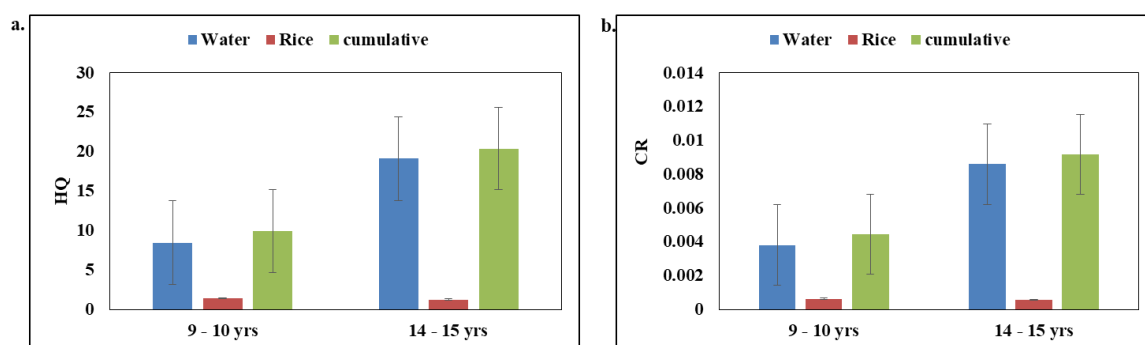 a.
Water Rice cumulative
30
25
20
15
10
5
0
HQ
9 - 10 yrs 14 - 15 yrs
b.
Water Rice cumulative
0.014
0.012
0.01
0.008
0.006
0.004
0.002
0
CR
9 - 10 yrs 14 - 15 yrs